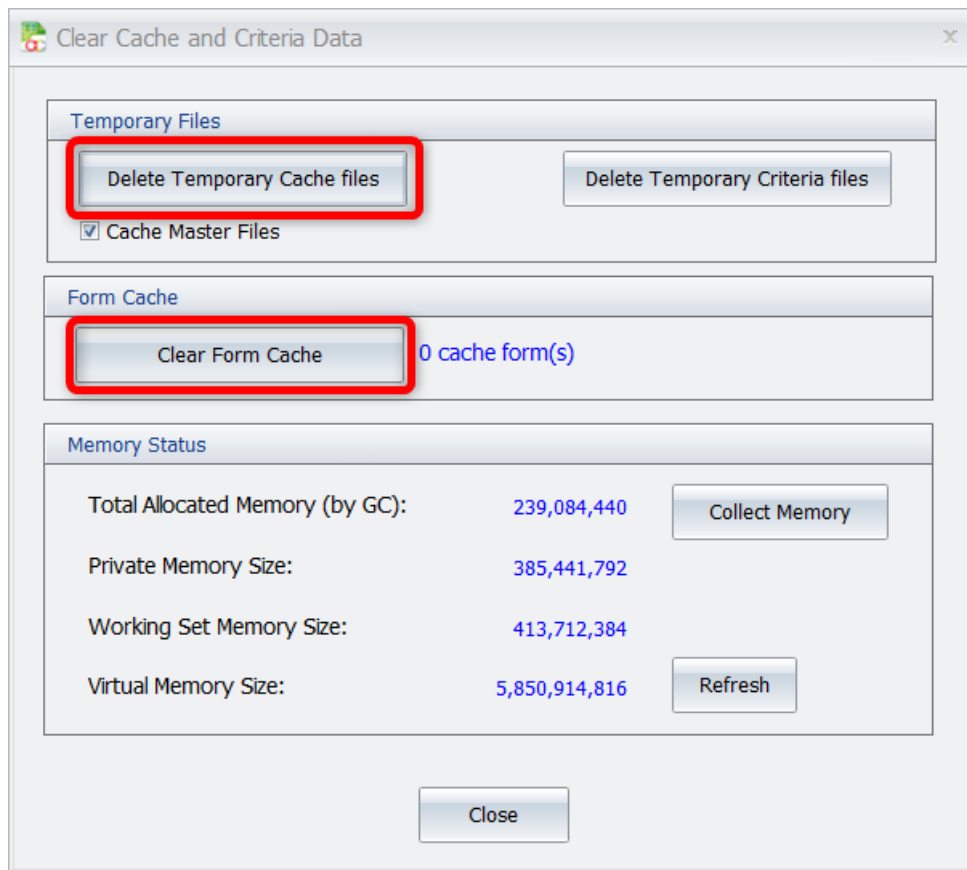 Clear Cache and Criteria Data
Temporary Files
Delete Temporary Cache files
Delete Temporary Criteria files
Cache Master Files
Form Cache
Clear Form Cache
0 cache form(s)
Memory Status
Total Allocated Memory (by GC):
239,084,440
Collect Memory
Private Memory Size:
385,441,792
Working Set Memory Size:
413,712,384
Virtual Memory Size:
5,850,914,816
Refresh
Close